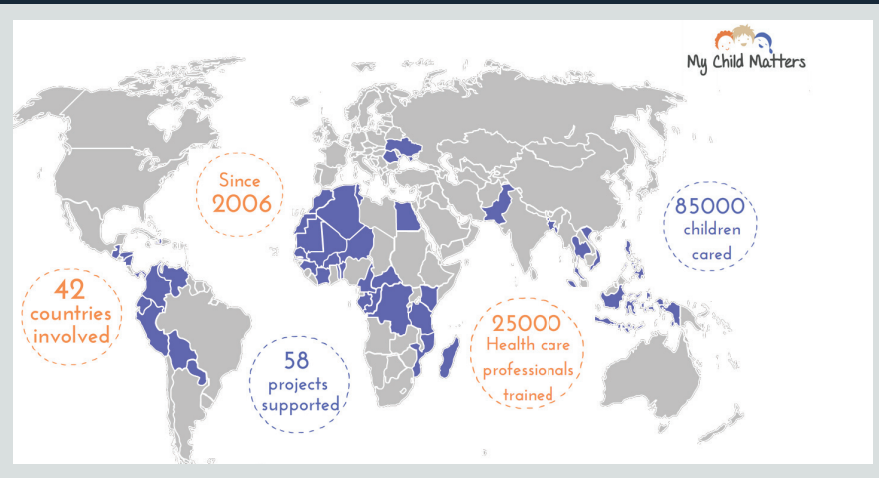 My Child Matters
Since
2006
85000
children
cared
42
countries
involved
25000
Health care
professionals
trained
58
projects
supported